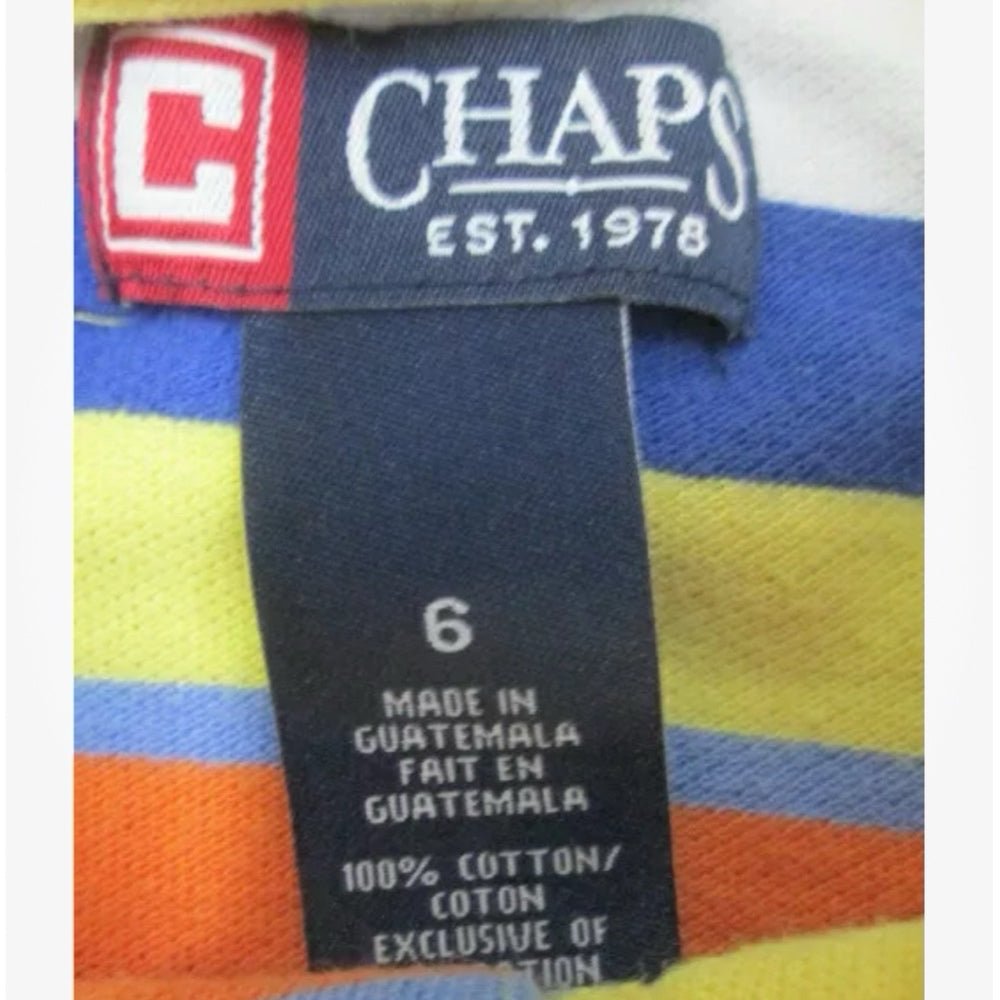 C
CHAPS
EST. 1978
6
MADE IN
GUATEMALA
FAIT EN
GUATEMALA
100% COTTON/
COTON
EXCLUSIVE OF